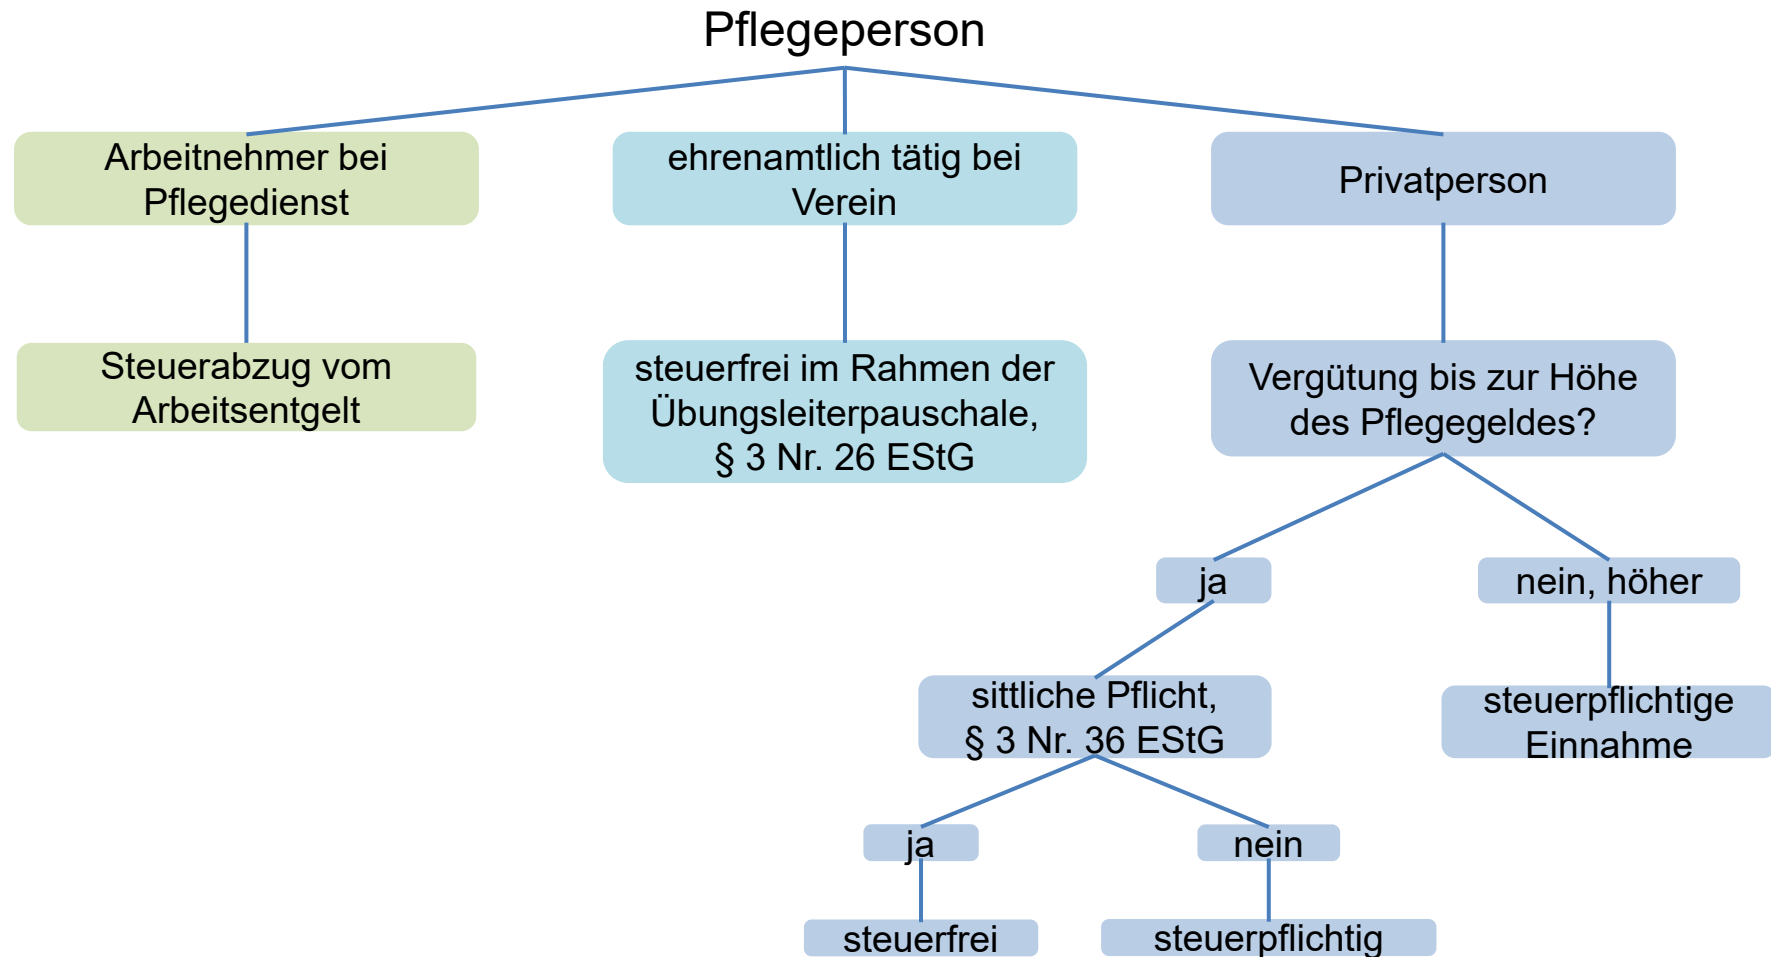 Pflegeperson
Arbeitnehmer bei
Pflegedienst
ehrenamtlich tätig bei
Verein
Privatperson
Steuerabzug vom
Arbeitsentgelt
steuerfrei im Rahmen der
Übungsleiterpauschale,
§ 3 Nr. 26 EStG
Vergütung bis zur Höhe
des Pflegegeldes?
ja
nein, höher
sittliche Pflicht,
§ 3 Nr. 36 EStG
steuerpflichtige
Einnahme
ja
nein
steuerfrei
steuerpflichtig